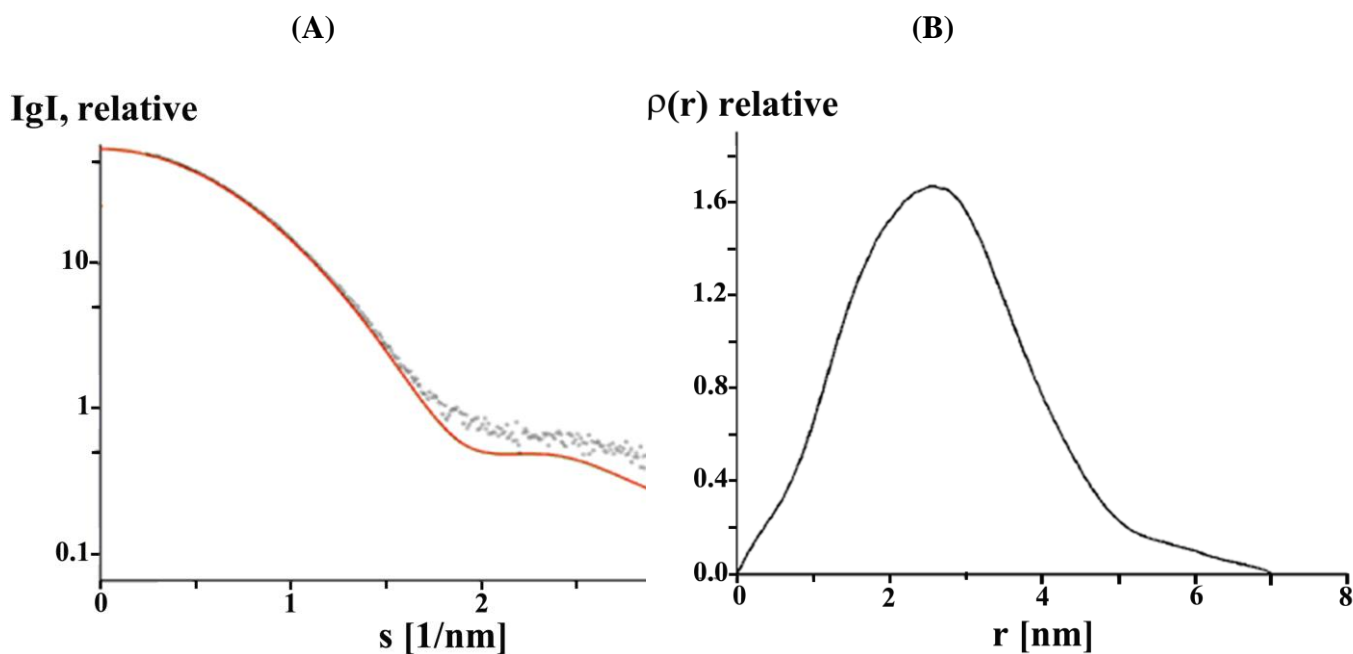 (A)
IgI, relative
10
1
0.1
0
1
2
s [1/nm]
(B)
ρ(r) relative
1.6
1.2
0.8
0.4
0.0
0
2
4
6
8
r [nm]